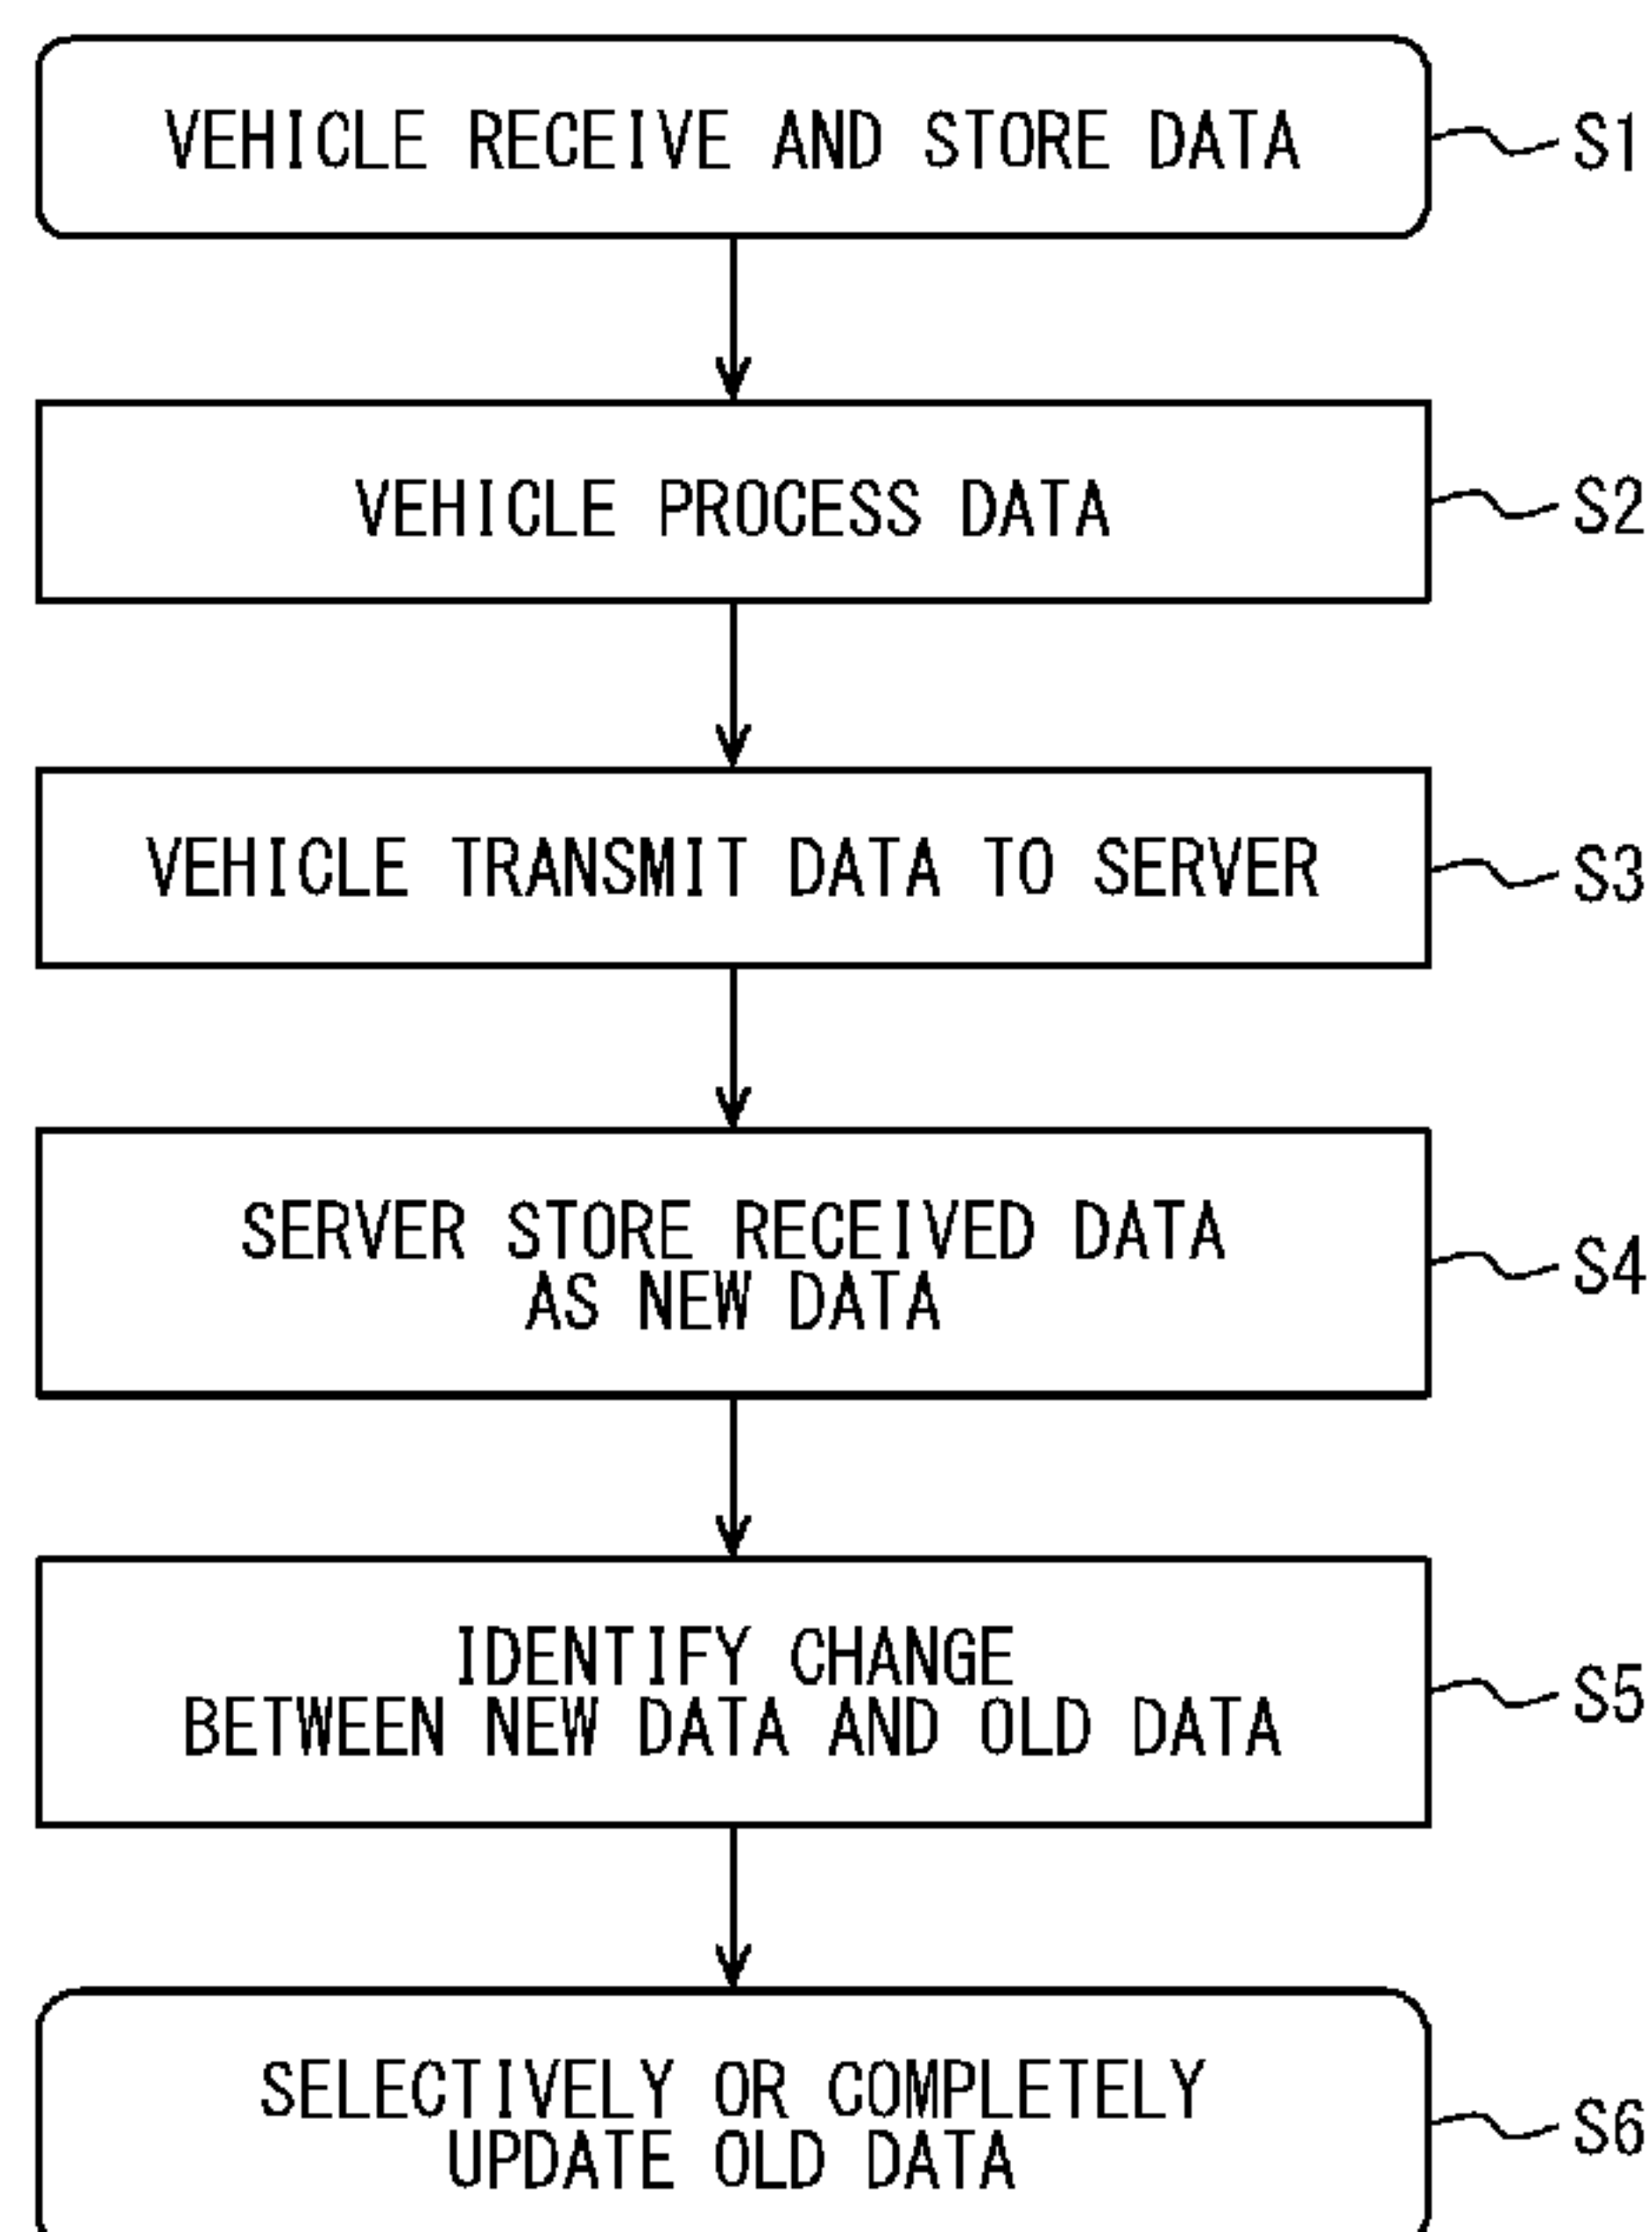 VEHICLE RECEIVE AND STORE DATA
S1
VEHICLE PROCESS DATA
S2
VEHICLE TRANSMIT DATA TO SERVER
S3
SERVER STORE RECEIVED DATA
AS NEW DATA
S4
IDENTIFY CHANGE
BETWEEN NEW DATA AND OLD DATA
S5
SELECTIVELY OR COMPLETELY
UPDATE OLD DATA
S6